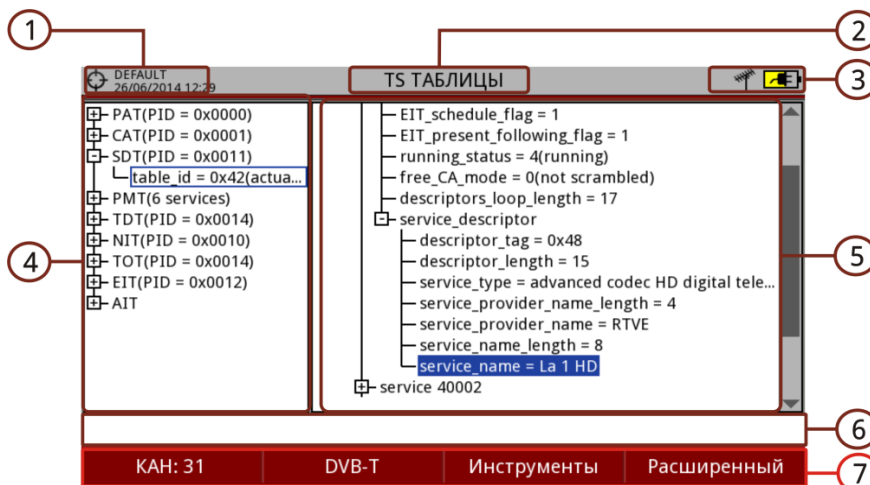 1
2
3
DEFAULT
26/06/2014 12:29
TS ТАБЛИЦЫ
PAT(PID = 0x0000)
CAT(PID = 0x0001)
SDT(PID = 0x0011)
table_id = 0x42(actua...
PMT(6 services)
TDT(PID = 0x0014)
NIT(PID = 0x0010)
TOT(PID = 0x0014)
EIT(PID = 0x0012)
AIT
4
EIT_schedule_flag = 1
EIT_present_following_flag = 1
running_status = 4(running)
free_CA_mode = 0(not scrambled)
descriptors_loop_length = 17
service_descriptor
descriptor_tag = 0x48
descriptor_length = 15
service_type = advanced codec HD digital tele...
service_provider_name_length = 4
service_provider_name = RTVE
service_name_length = 8
service_name = La 1 HD
service 40002
5
6
КАН: 31
DVB-T
Инструменты
Расширенный
7